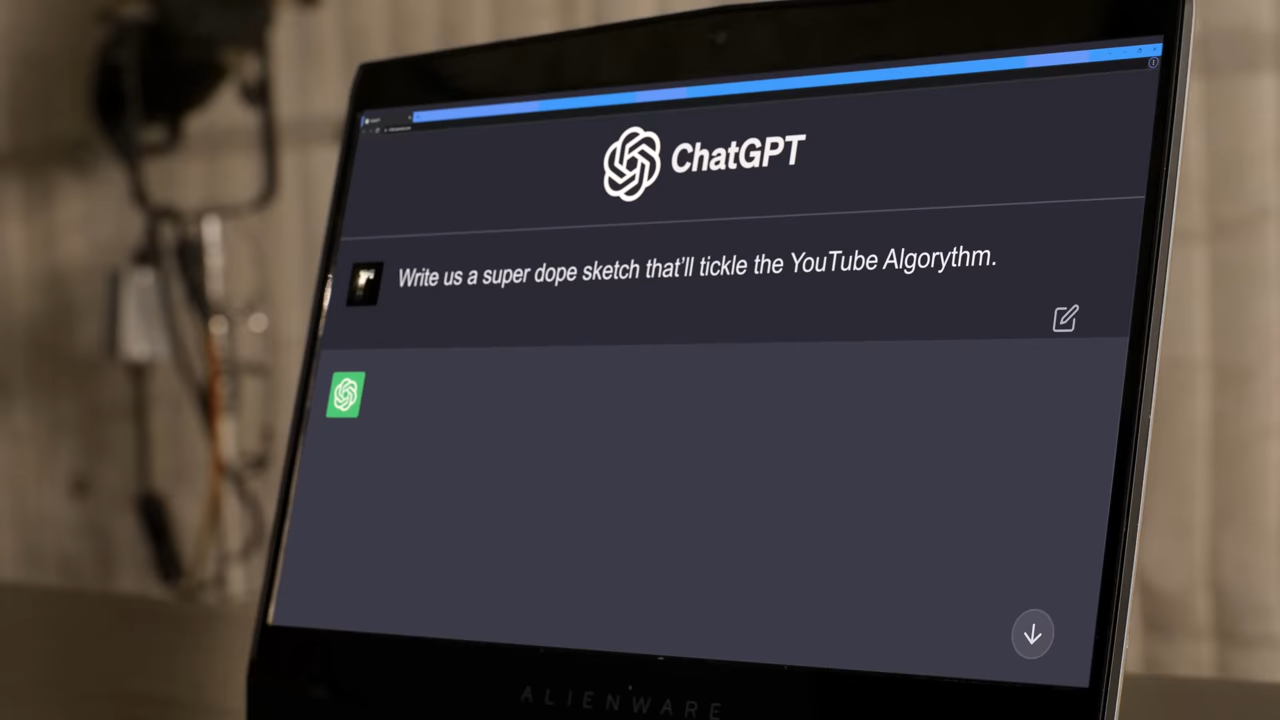 ChatGPT
Write us a super dope sketch that'll tickle the YouTube Algorythm.
ALIENWARE